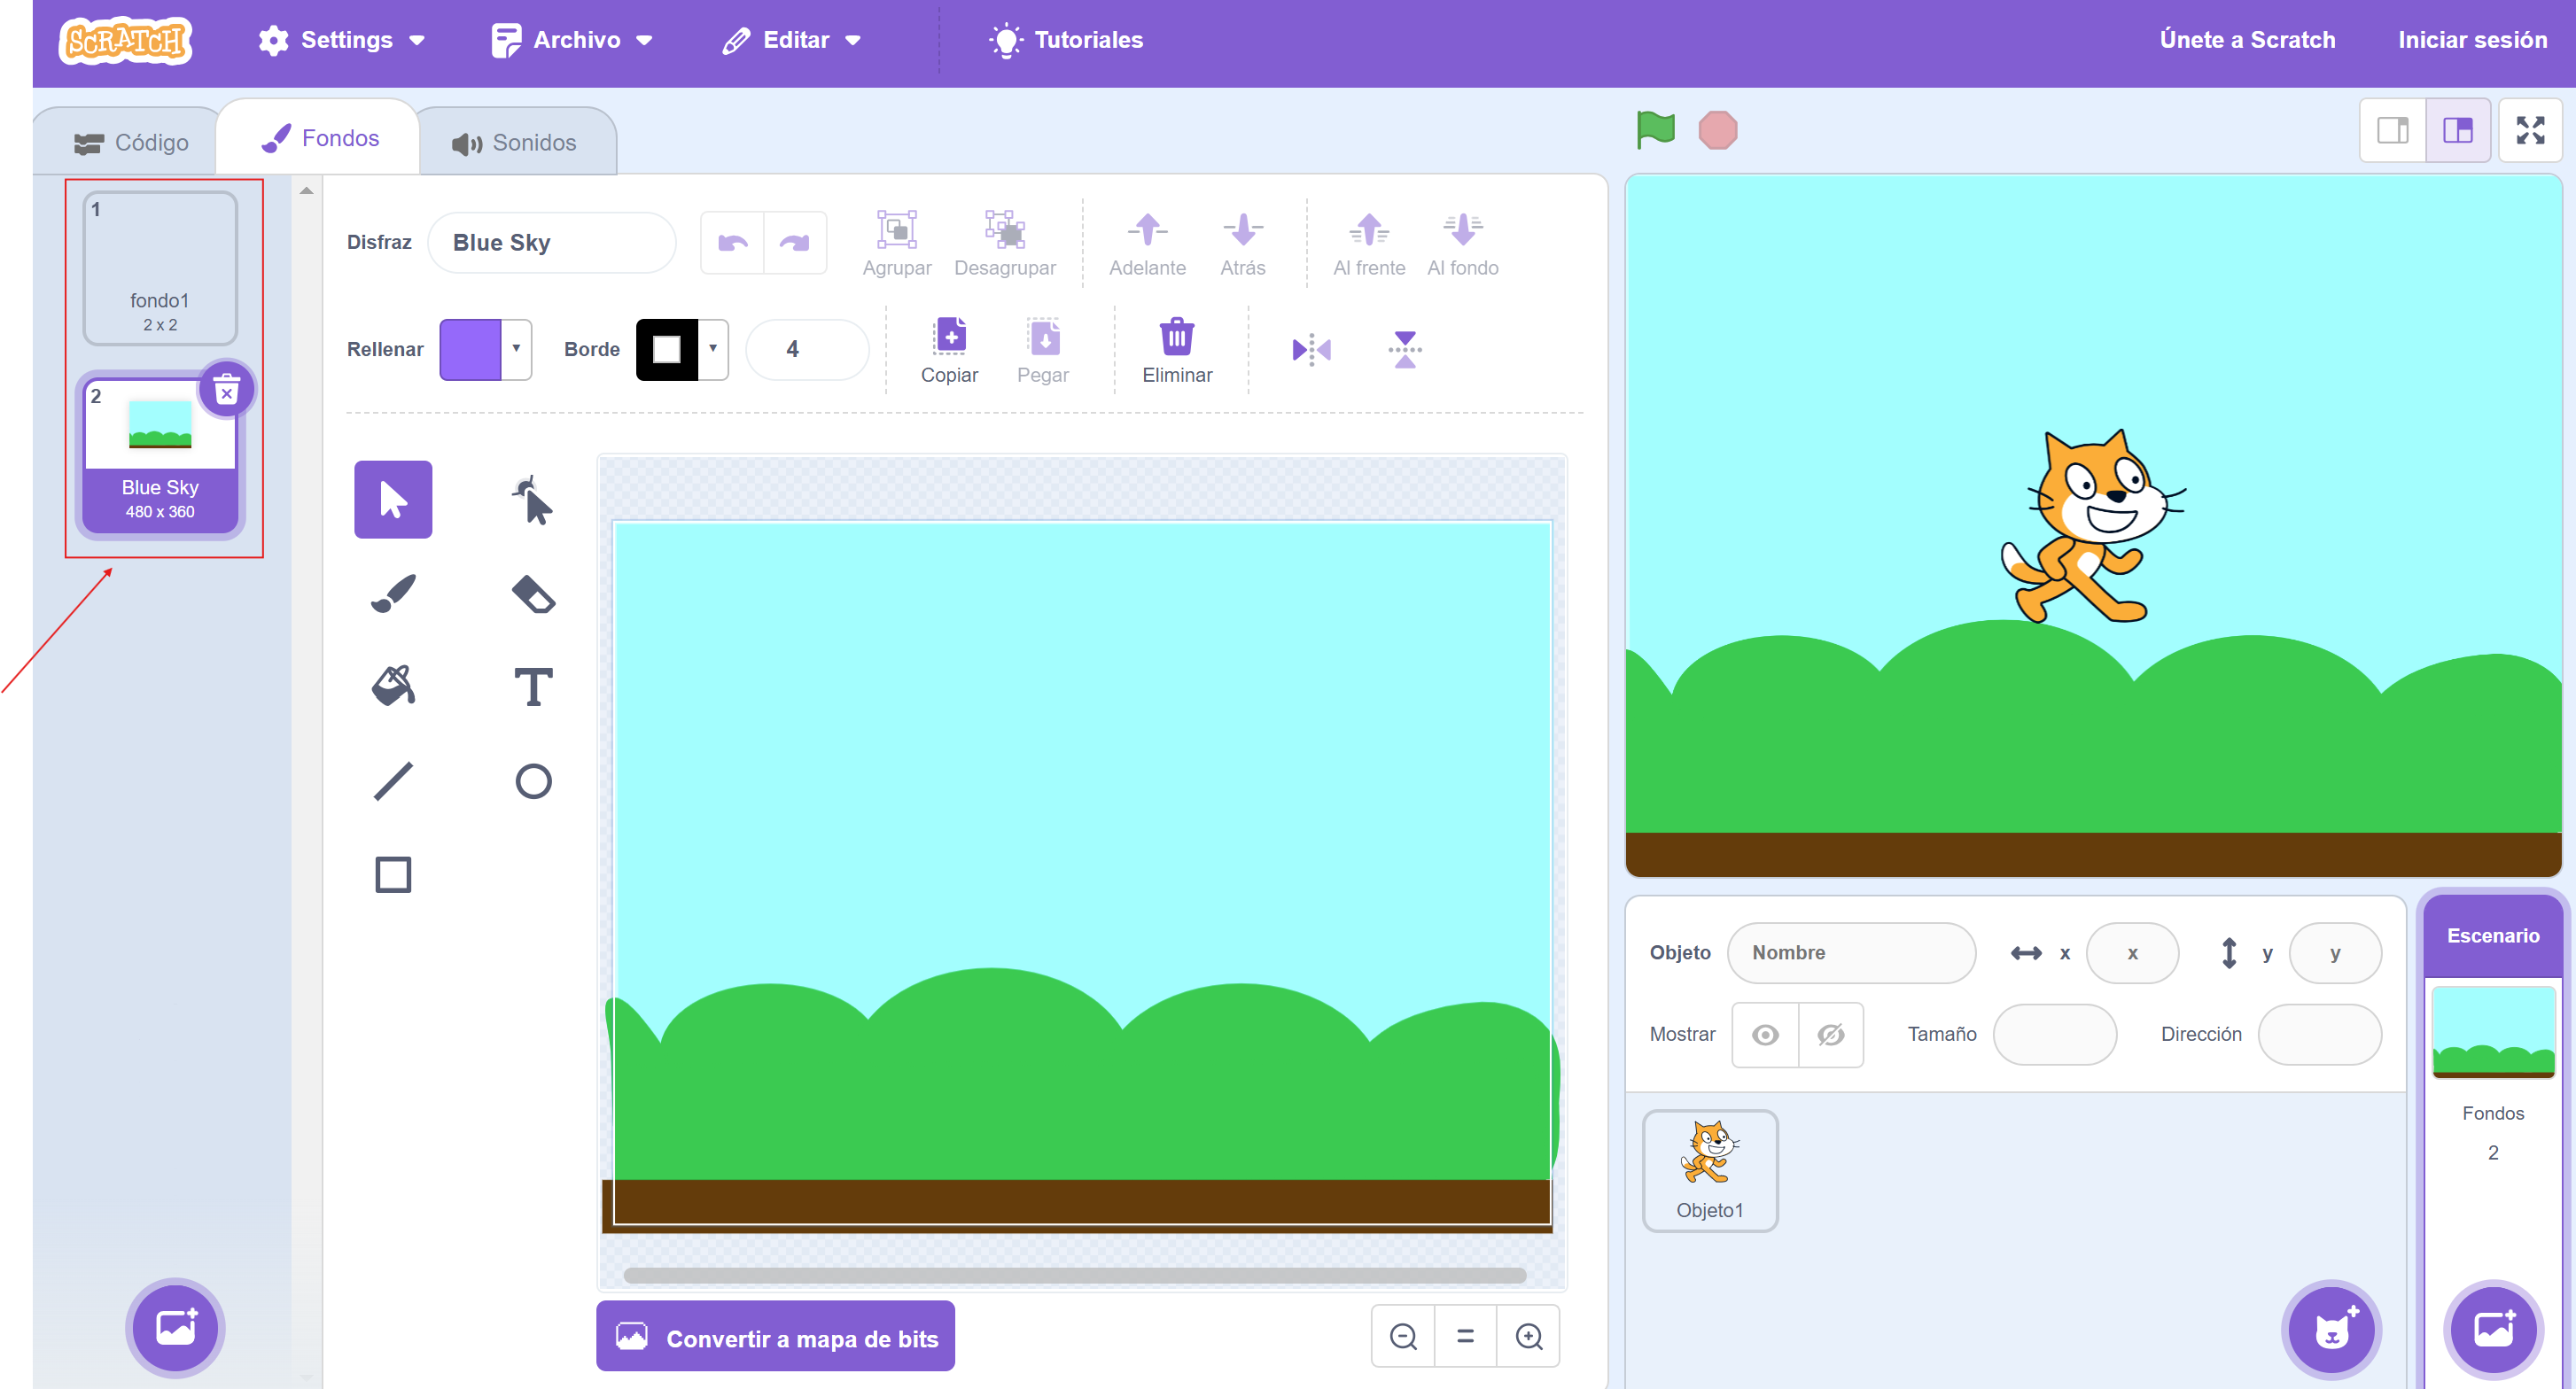 SCRATCH
Settings
Archivo
Editar
Tutoriales
Únete a Scratch
Iniciar sesión
Código
Fondos
Sonidos
1
fondo1
2 x 2
2
Blue Sky
480 x 360
Disfraz
Blue Sky
Agrupar
Desagrupar
Adelante
Atrás
Al frente
Al fondo
Rellenar
Borde
4
Copiar
Pegar
Eliminar
T
Convertir a mapa de bits
Objeto
Nombre
x
x
y
y
Mostrar
Tamaño
Dirección
Objeto1
Escenario
Fondos
2